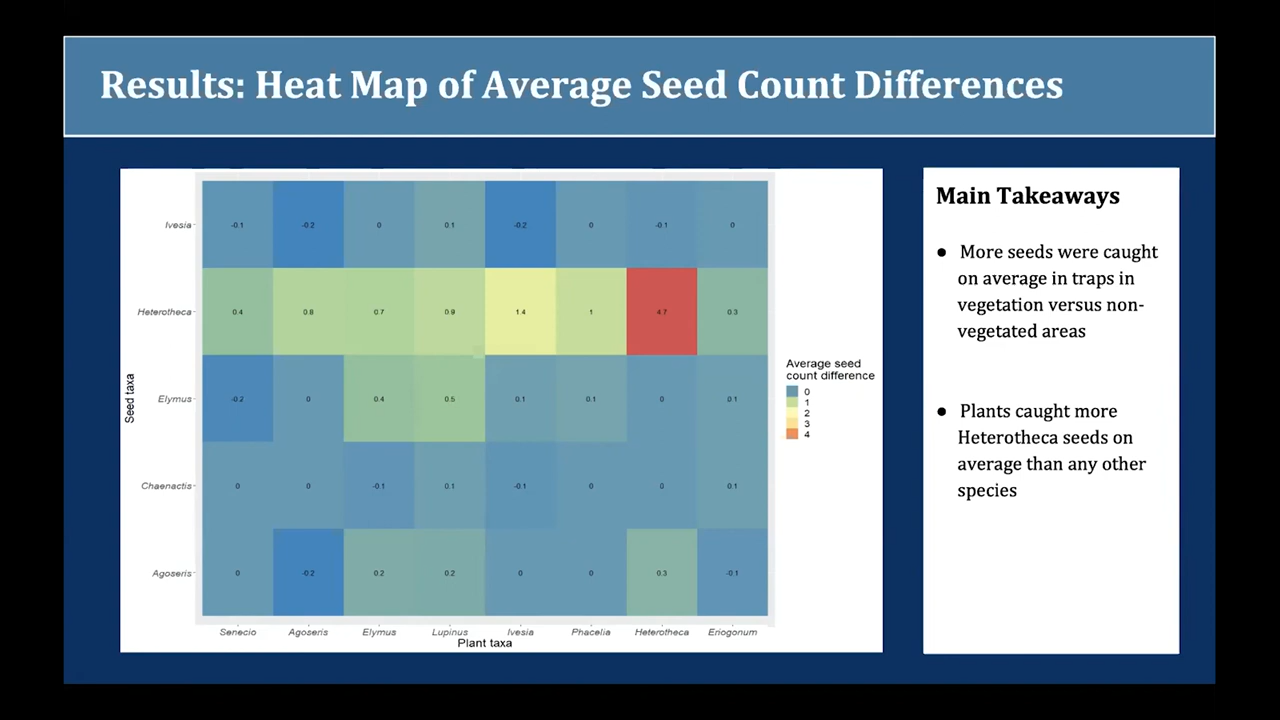 Results: Heat Map of Average Seed Count Differences
Ivesia
-0.1 -0.2 0 0.1 -0.2 0 -0.1 0
Heterotheca
0.4 0.8 0.7 0.9 1.4 1 4.7 0.3
Elymus
-0.2 0 0.4 0.5 0.1 0.1 0 0.1
Chaenactis
0 0 -0.1 0.1 -0.1 0 0 0.1
Agoseris
0 -0.2 0.2 0.2 0 0 0.3 -0.1
Seed taxa
Senecio Agoseris Elymus Lupinus Ivesia Phacelia Heterotheca Eriogonum
Plant taxa
Average seed
count difference
0
1
2
3
4
Main Takeaways
● More seeds were caught
on average in traps in
vegetation versus non-
vegetated areas
● Plants caught more
Heterotheca seeds on
average than any other
species